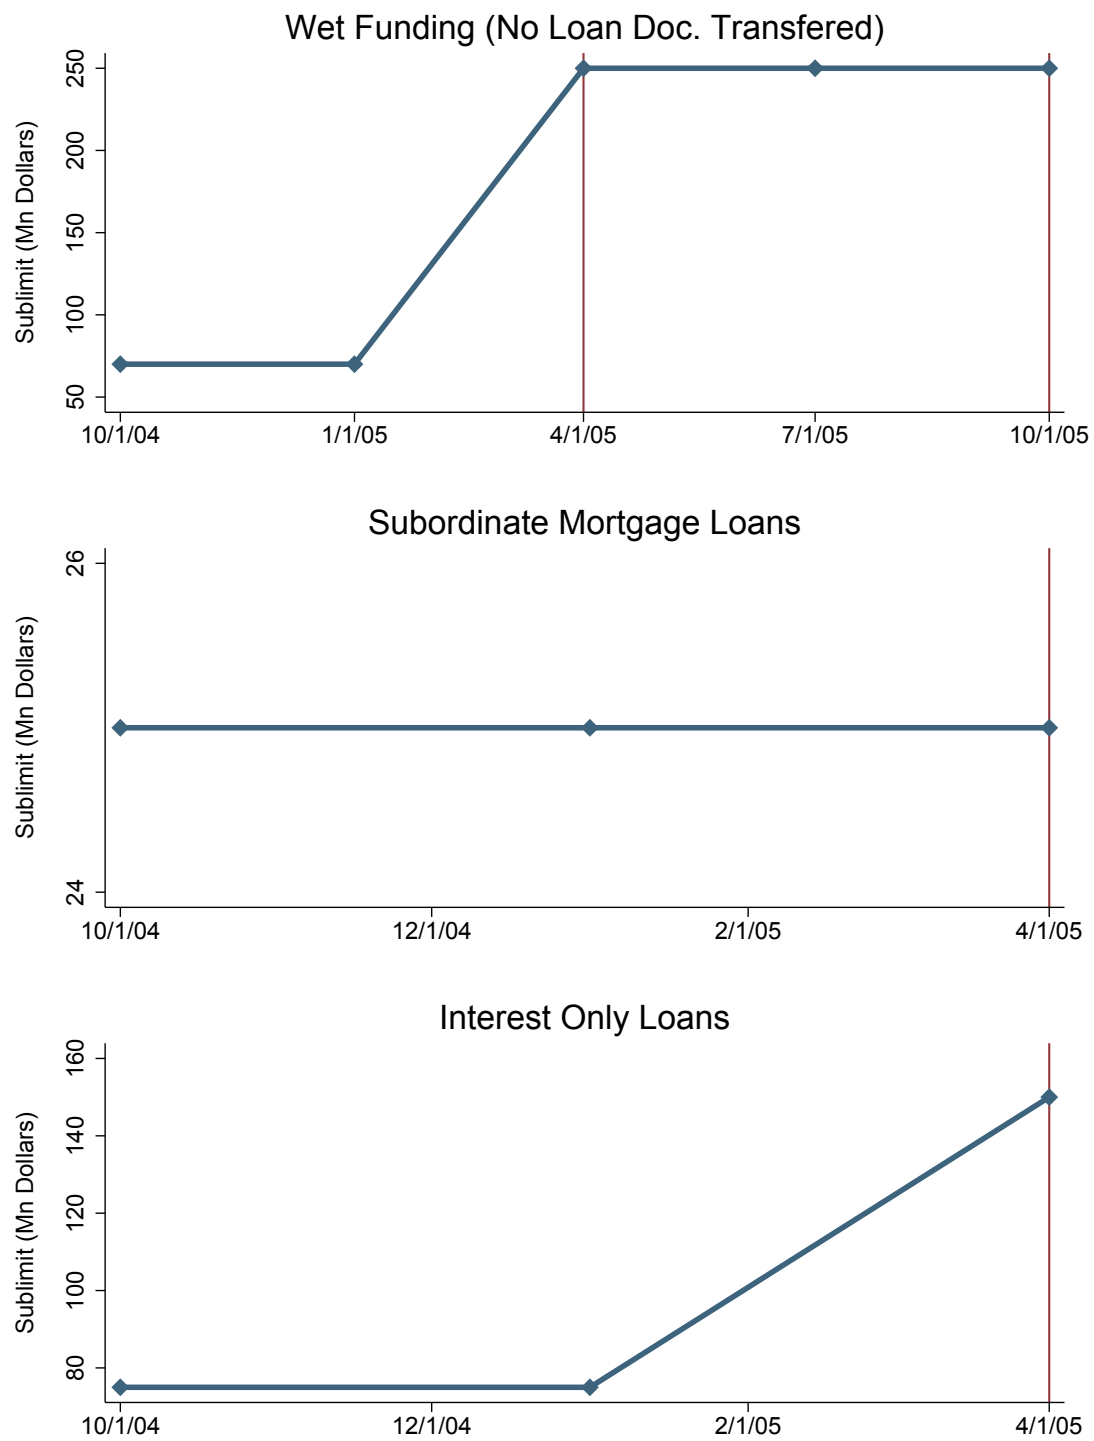 Wet Funding (No Loan Doc. Transfered)
Sublimit (Mn Dollars)
250
200
150
100
50
10/1/04 1/1/05 4/1/05 7/1/05 10/1/05
Subordinate Mortgage Loans
Sublimit (Mn Dollars)
26
24
10/1/04 12/1/04 2/1/05 4/1/05
Interest Only Loans
Sublimit (Mn Dollars)
160
140
120
100
80
10/1/04 12/1/04 2/1/05 4/1/05